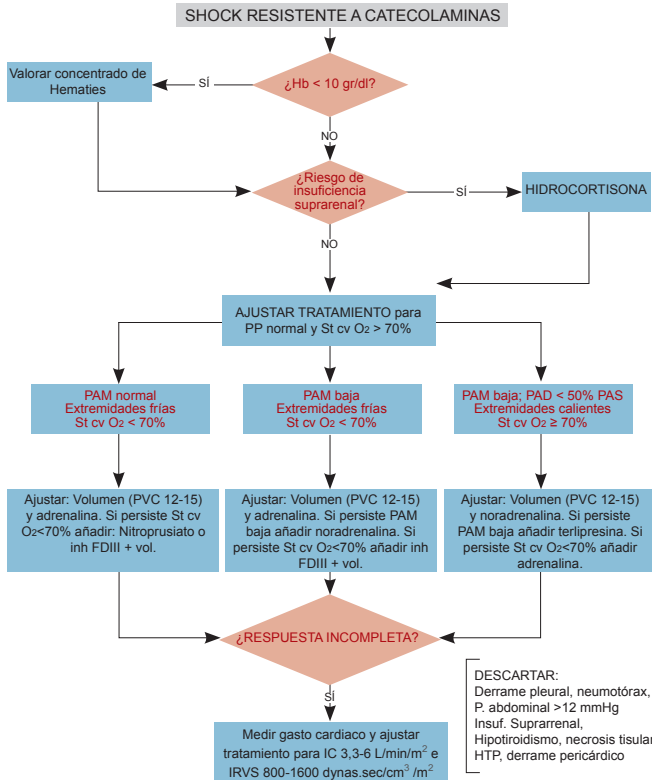 SHOCK RESISTENTE A CATECOLAMINAS
¿Hb < 10 gr/dl?
SÍ
Valorar concentrado de
Hematies
NO
¿Riesgo de
insuficiencia
suprarenal?
SÍ
HIDROCORTISONA
NO
AJUSTAR TRATAMIENTO para
PP normal y St cv O₂ > 70%
PAM normal
Extremidades frías
St cv O₂ < 70%
PAM baja
Extremidades frías
St cv O₂ < 70%
PAM baja; PAD < 50% PAS
Extremidades calientes
St cv O₂ ≥ 70%
Ajustar: Volumen (PVC 12-15)
y adrenalina. Si persiste St cv
O₂<70% añadir: Nitroprusiato o
inh FDIII + vol.
Ajustar: Volumen (PVC 12-15)
y adrenalina. Si persiste PAM
baja añadir noradrenalina. Si
persiste St cv O₂<70% añadir inh
FDIII + vol.
Ajustar: Volumen (PVC 12-15)
y noradrenalina. Si persiste
PAM baja añadir terlipresina. Si
persiste St cv O₂<70% añadir
adrenalina.
¿RESPUESTA INCOMPLETA?
SÍ
Medir gasto cardiaco y ajustar
tratamiento para IC 3,3-6 L/min/m² e
IRVS 800-1600 dynas.sec/cm³ /m²
DESCARTAR:
Derrame pleural, neumotórax,
P. abdominal >12 mmHg
Insuf. Suprarrenal,
Hipotiroidismo, necrosis tisular
HTP, derrame pericárdico